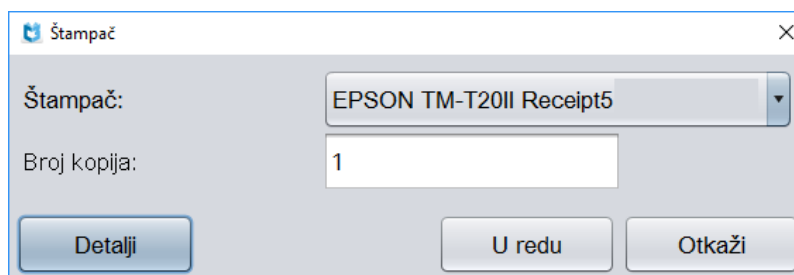 Štampač
Štampač: EPSON TM-T20II Receipt5
Broj kopija: 1
Detalji U redu Otkaži